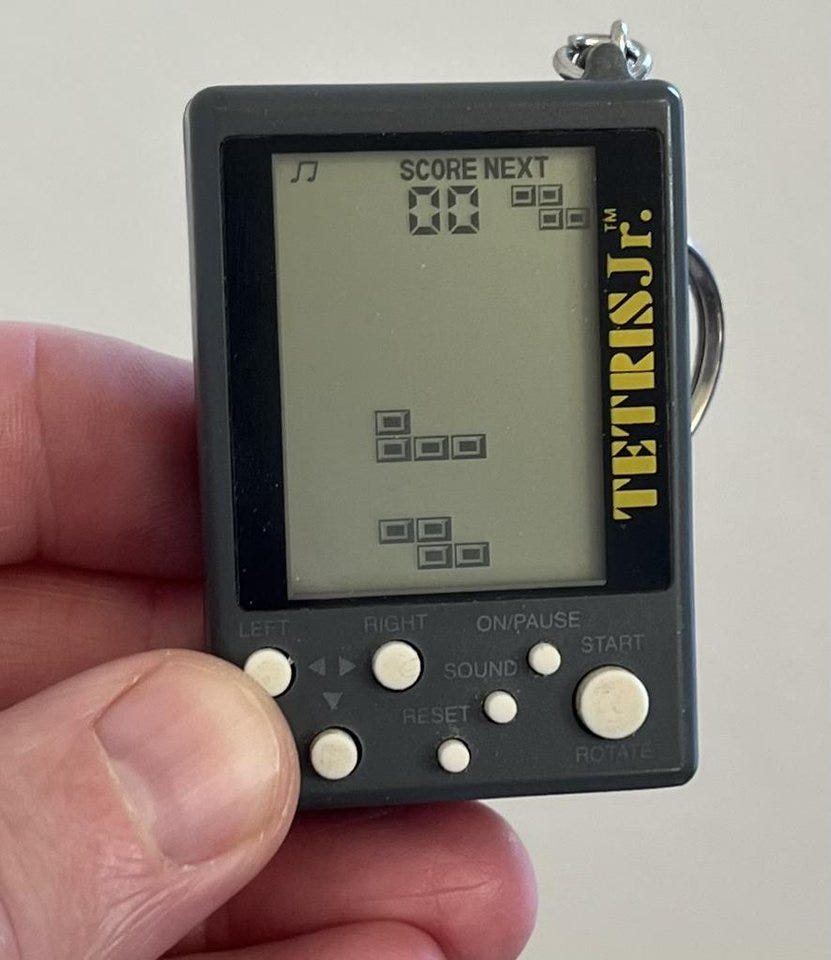 SCORE NEXT
00
TETRIS Jr.™
LEFT
RIGHT
ON/PAUSE
START
SOUND
RESET
ROTATE